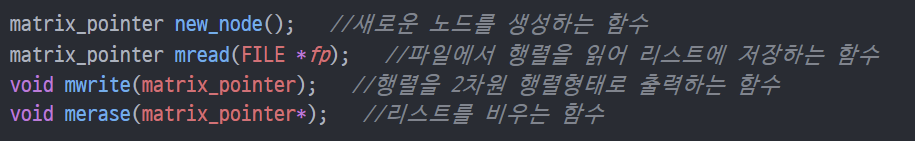 matrix_pointer new_node();   //새로운 노드를 생성하는 함수
matrix_pointer mread(FILE *fp);   //파일에서 행렬을 읽어 리스트에 저장하는 함수
void mwrite(matrix_pointer);   //행렬을 2차원 행렬형태로 출력하는 함수
void merase(matrix_pointer*);   //리스트를 비우는 함수